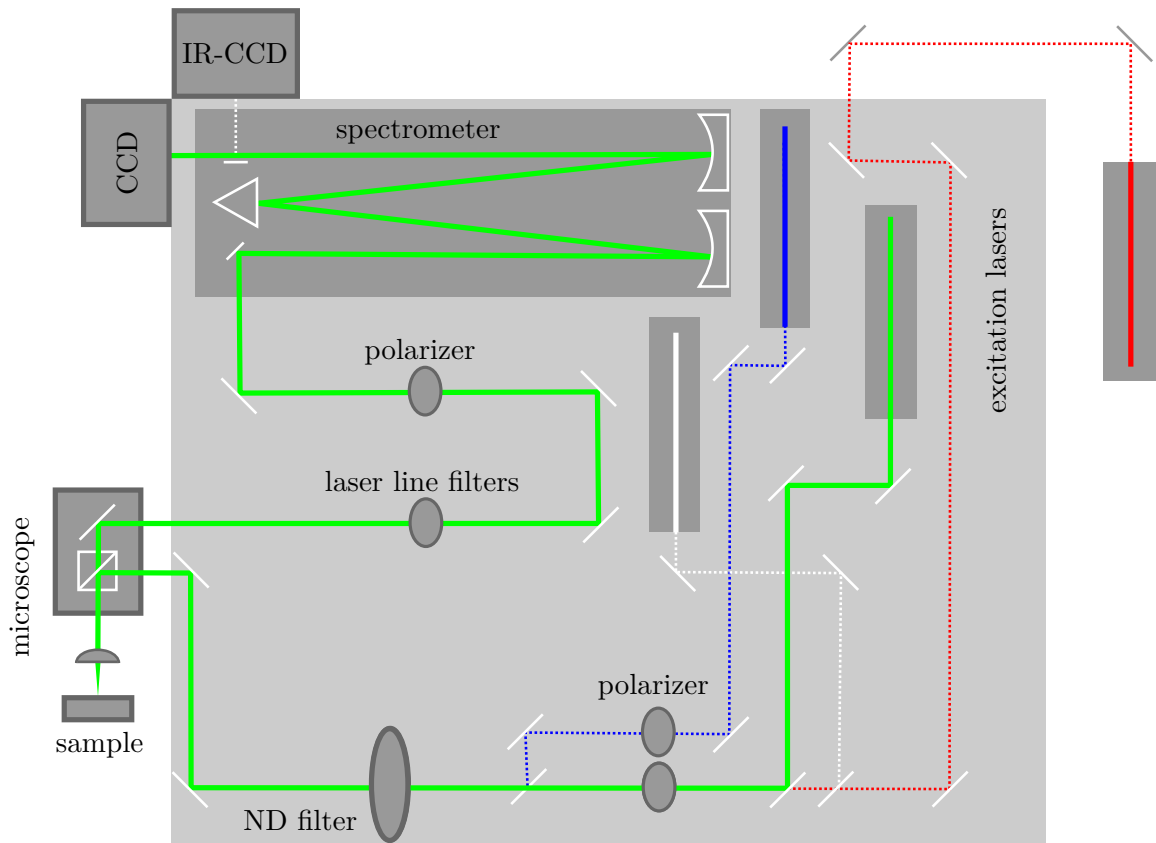 IR-CCD
CCD
spectrometer
excitation lasers
polarizer
laser line filters
microscope
polarizer
sample
ND filter